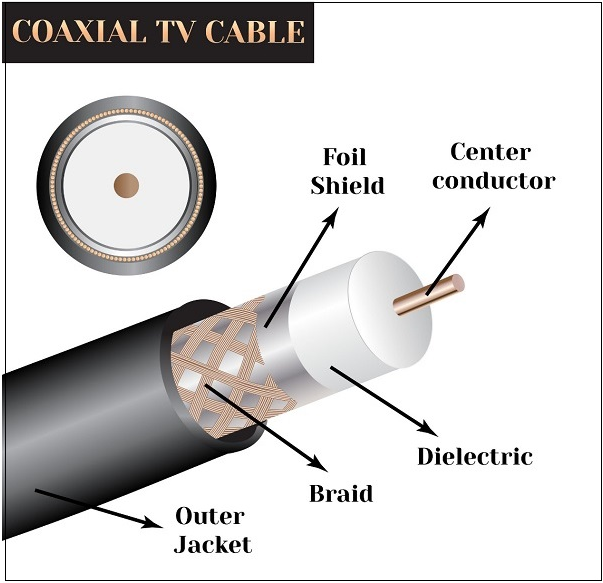 COAXIAL TV CABLE
Foil
Shield
Center
conductor
Dielectric
Braid
Outer
Jacket